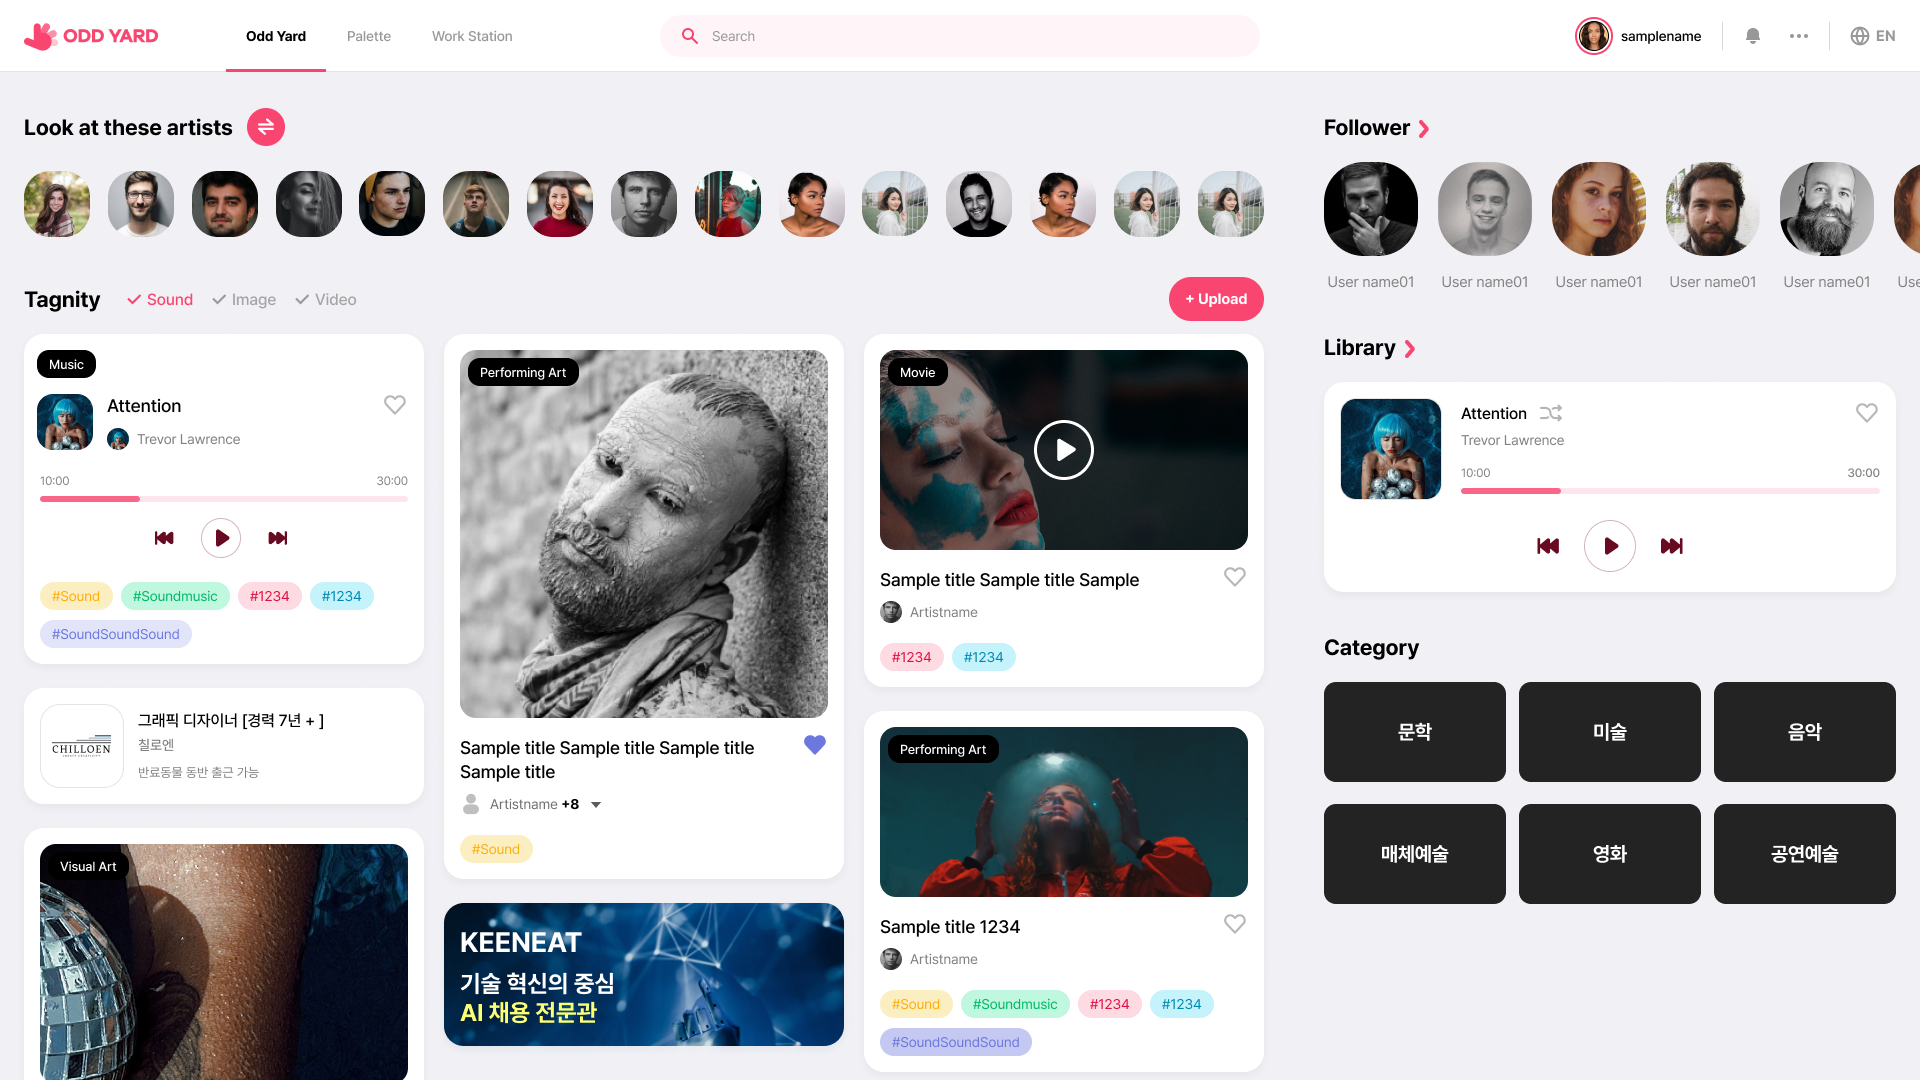 ODD YARD
Odd Yard
Palette
Work Station
Search
samplename
EN
Look at these artists
Tagnity
Sound
Image
Video
+ Upload
Music
Attention
Trevor Lawrence
10:00
30:00
#Sound
#Soundmusic
#1234
#1234
#SoundSoundSound
CHILLOEN
그래픽 디자이너 [경력 7년 + ]
칠로엔
반료동물 동반 출근 가능
Visual Art
Performing Art
Sample title Sample title Sample title
Sample title
Artistname +8
#Sound
KEENEAT
기술 혁신의 중심
AI 채용 전문관
Movie
Sample title Sample title Sample
Artistname
#1234
#1234
Performing Art
Sample title 1234
Artistname
#Sound
#Soundmusic
#1234
#1234
#SoundSoundSound
Follower
User name01
User name01
User name01
User name01
User name01
Use
Library
Attention
Trevor Lawrence
10:00
30:00
Category
문학
미술
음악
매체예술
영화
공연예술